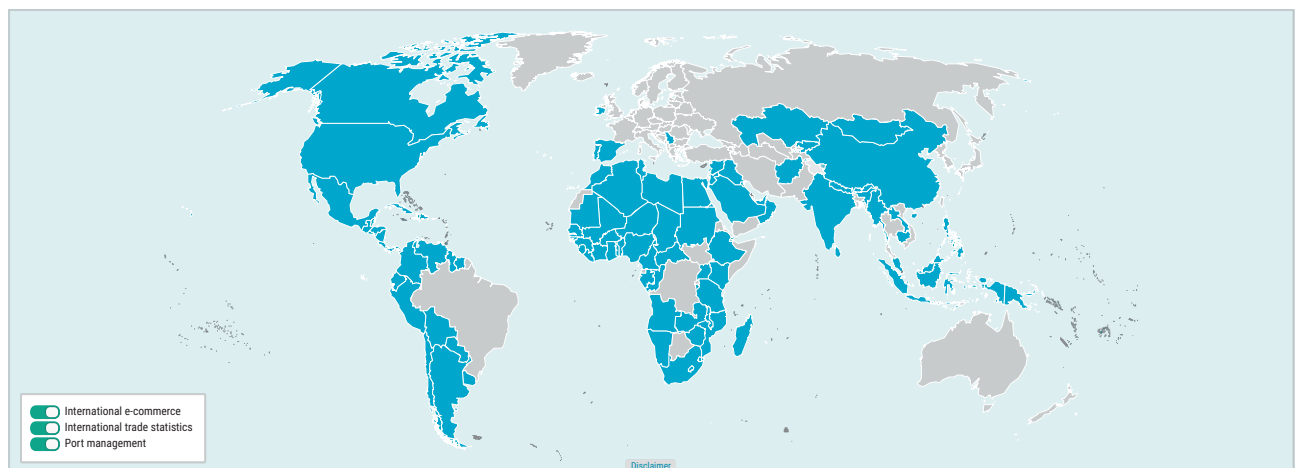 International e-commerce
International trade statistics
Port management
Disclaimer